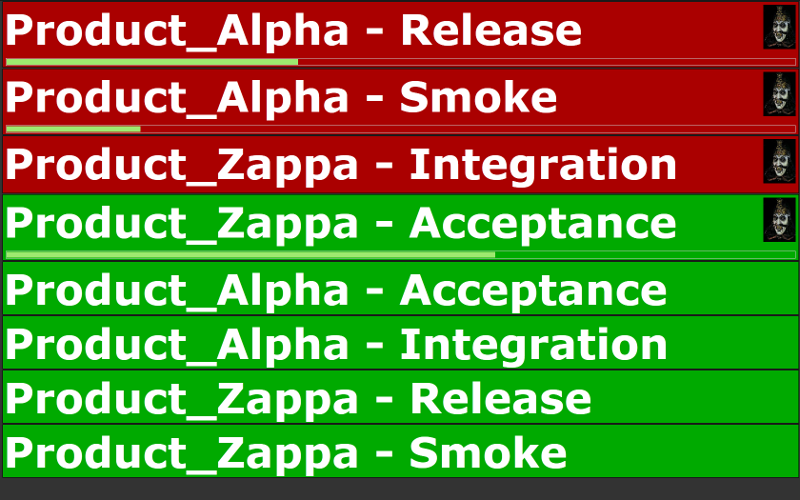 Product_Alpha - Release
Product_Alpha - Smoke
Product_Zappa - Integration
Product_Zappa - Acceptance
Product_Alpha - Acceptance
Product_Alpha - Integration
Product_Zappa - Release
Product_Zappa - Smoke